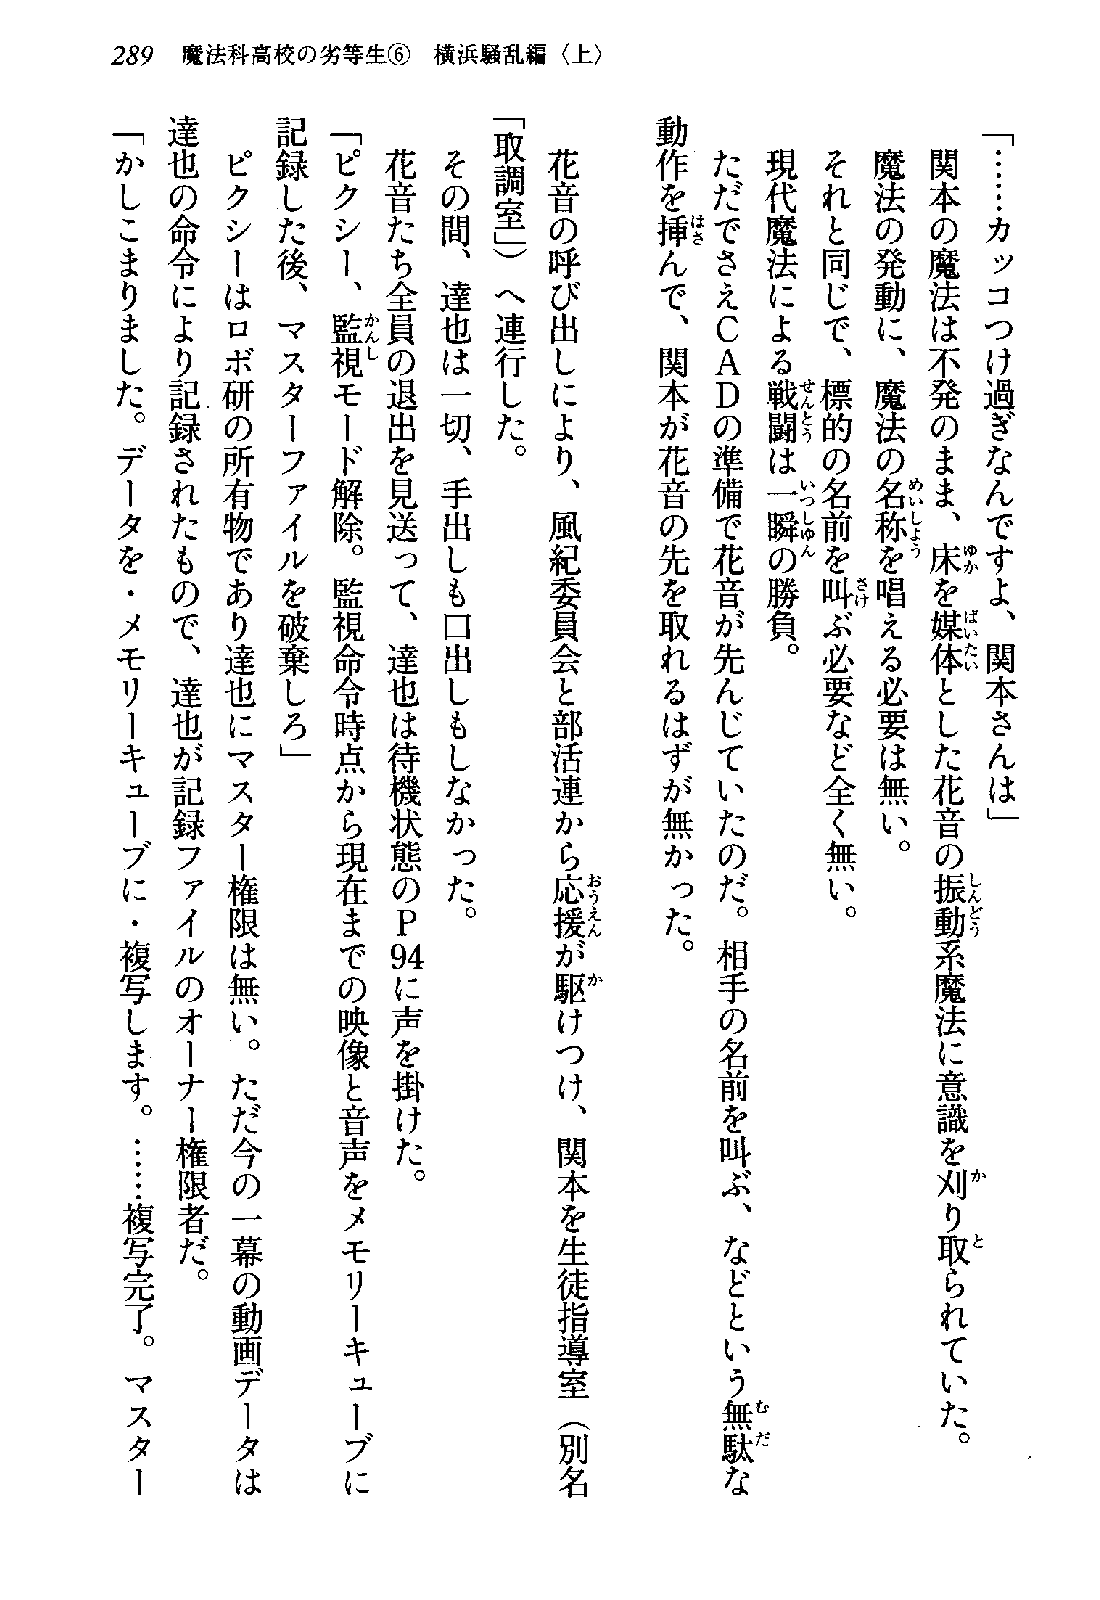 289　魔法科高校の劣等生⑥　横浜騒乱編〈上〉
「……カッコつけ過ぎなんですよ、関本さんは」
　関本の魔法は不発のまま、床を媒体とした花音の振動系魔法に意識を刈り取られていた。
　魔法の発動に、魔法の名称を唱える必要は無い。
　それと同じで、標的の名前を叫ぶ必要など全く無い。
　現代魔法による戦闘は一瞬の勝負。
　ただでさえＣＡＤの準備で花音が先んじていたのだ。相手の名前を叫ぶ、などという無駄な
動作を挿んで、関本が花音の先を取れるはずが無かった。
　花音の呼び出しにより、風紀委員会と部活連から応援が駆けつけ、関本を生徒指導室（別名
「取調室」）へ連行した。
　その間、達也は一切、手出しも口出しもしなかった。
　花音たち全員の退出を見送って、達也は待機状態のＰ94に声を掛けた。
「ピクシー、監視モード解除。監視命令時点から現在までの映像と音声をメモリーキューブに
記録した後、マスターファイルを破棄しろ」
　ピクシーはロボ研の所有物であり達也にマスター権限は無い。ただ今の一幕の動画データは
達也の命令により記録されたもので、達也が記録ファイルのオーナー権限者だ。
「かしこまりました。データを・メモリーキューブに・複写します。……複写完了。マスター